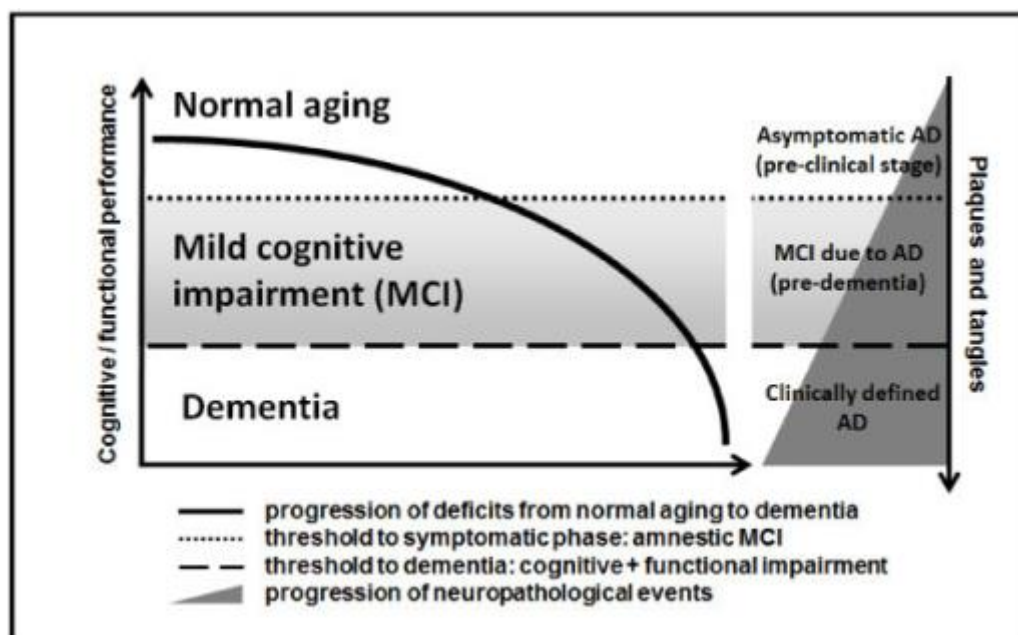 Cognitive / functional performance
Normal aging
Mild cognitive
impairment (MCI)
Dementia
Asymptomatic AD
(pre-clinical stage)
MCI due to AD
(pre-dementia)
Clinically defined
AD
Plaques and tangles
progression of deficits from normal aging to dementia
threshold to symptomatic phase: amnestic MCI
threshold to dementia: cognitive + functional impairment
progression of neuropathological events